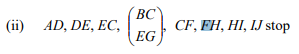 (ii) AD, DE, EC, (BC
EG), CF, FH, HI, IJ stop